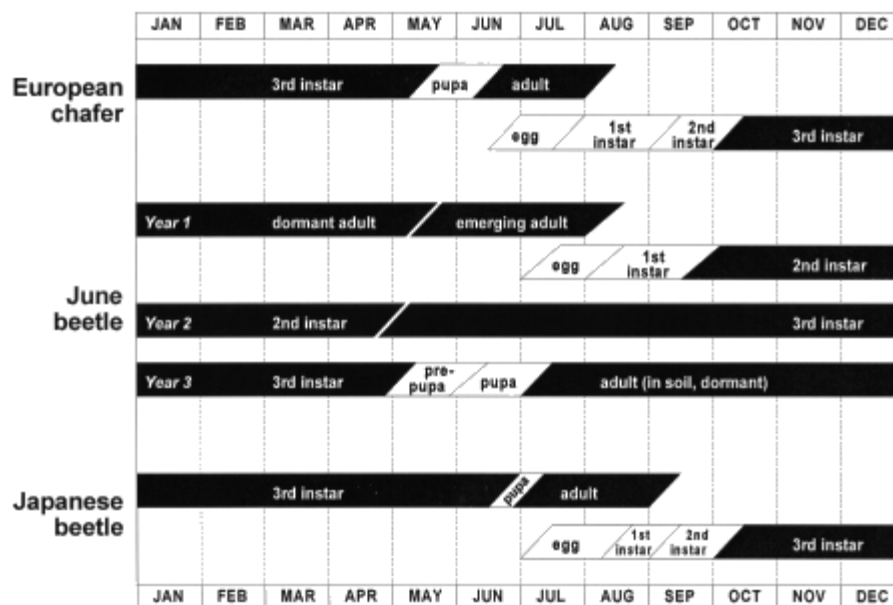 JAN FEB MAR APR MAY JUN JUL AUG SEP OCT NOV DEC
European
chafer
3rd instar pupa adult
egg 1st
instar 2nd
instar 3rd instar
June
beetle
Year 1 dormant adult emerging adult
egg 1st
instar 2nd instar
Year 2 2nd instar 3rd instar
Year 3 3rd instar pre-
pupa pupa adult (in soil, dormant)
Japanese
beetle
3rd instar pupa adult
egg 1st
instar 2nd
instar 3rd instar
JAN FEB MAR APR MAY JUN JUL AUG SEP OCT NOV DEC